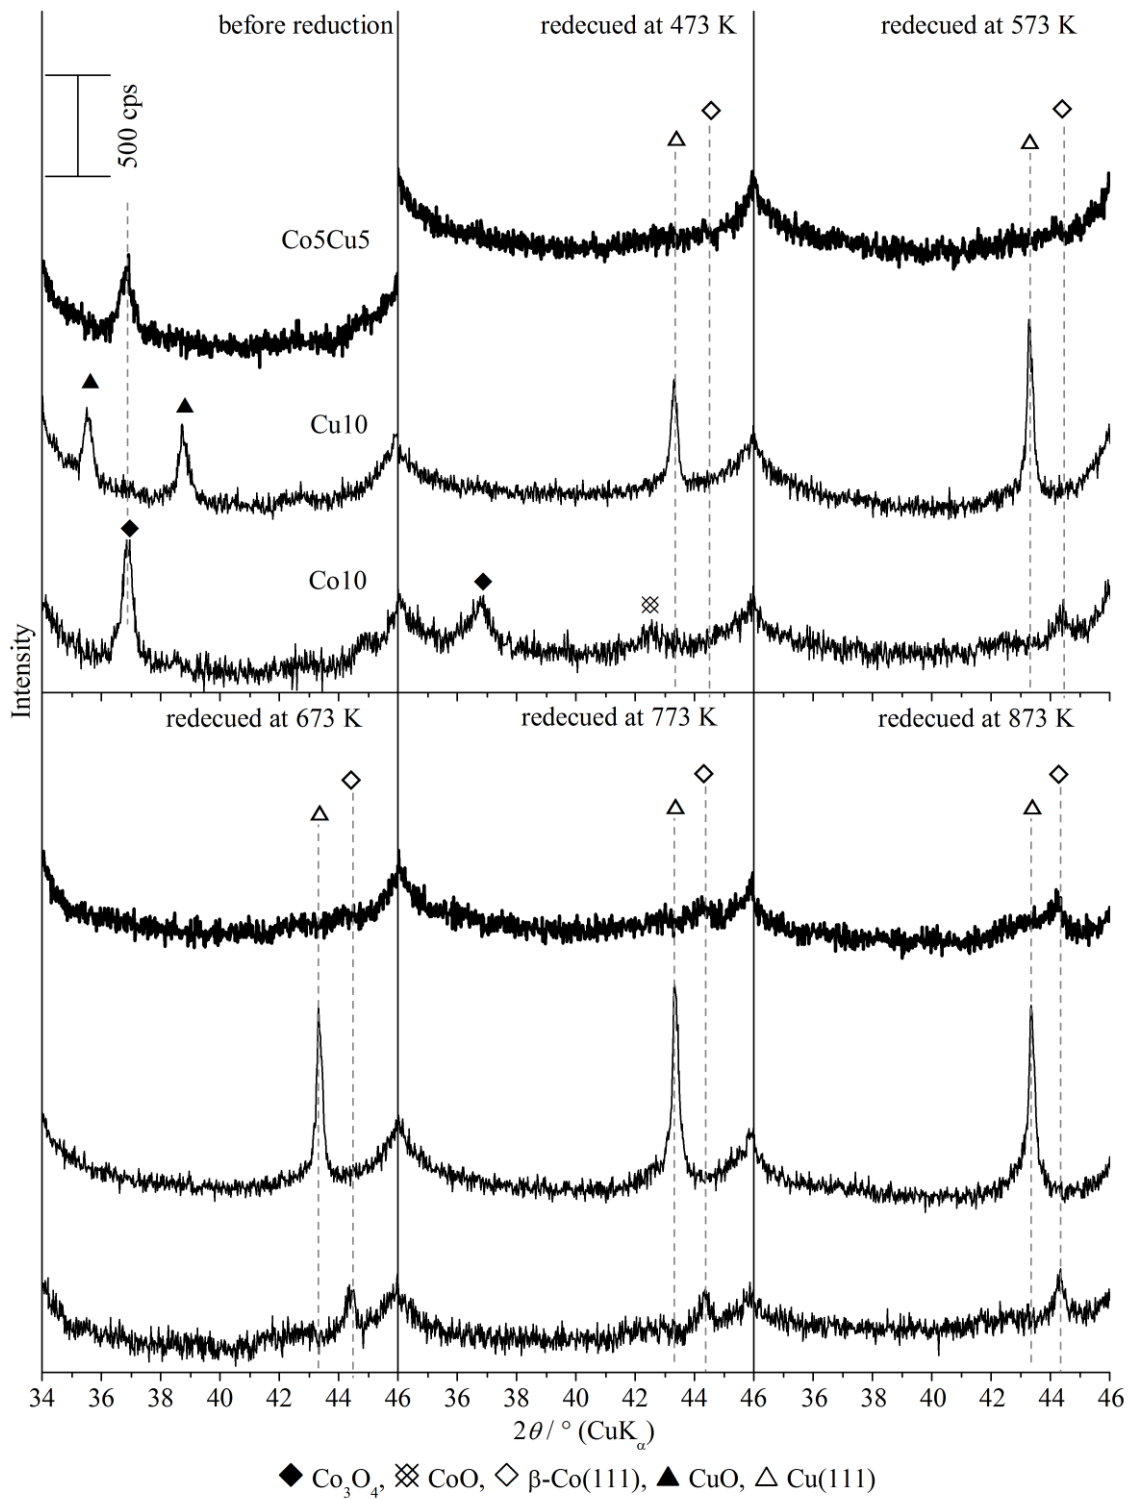 before reduction
redecued at 473 K
redecued at 573 K
500 cps
Co5Cu5
Cu10
Co10
Intensity
redecued at 673 K
redecued at 773 K
redecued at 873 K
34 36 38 40 42 44 46 36 38 40 42 44 46 36 38 40 42 44 46
2θ / ° (CuKα)
◆ Co3O4, CoO, ◇ β-Co(111), ▲ CuO, △ Cu(111)